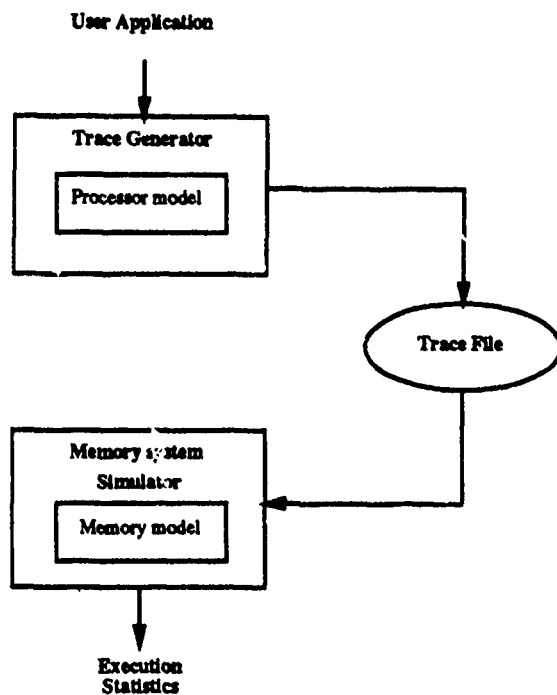 User Application
Trace Generator
Processor model
Trace File
Memory system
Simulator
Memory model
Execution
Statistics